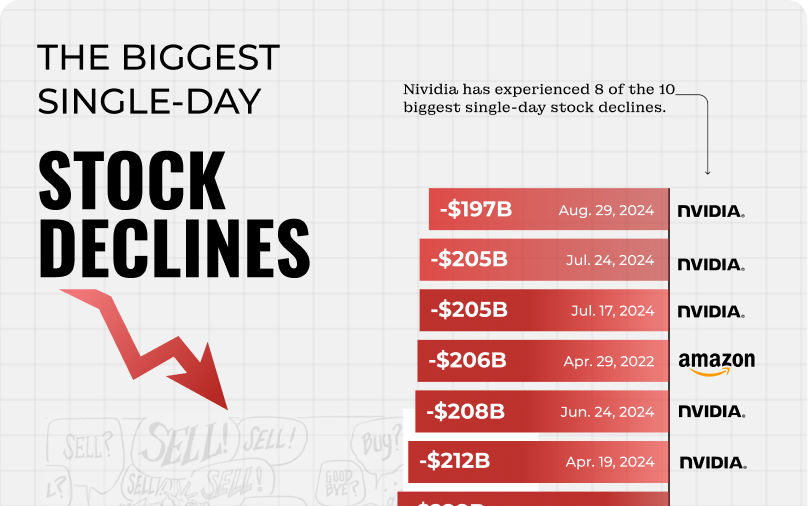 THE BIGGEST
SINGLE-DAY
STOCK
DECLINES
Nividia has experienced 8 of the 10
biggest single-day stock declines.
-$197B Aug. 29, 2024 NVIDIA.
-$205B Jul. 24, 2024 NVIDIA.
-$205B Jul. 17, 2024 NVIDIA.
-$206B Apr. 29, 2022 amazon
-$208B Jun. 24, 2024 NVIDIA.
-$212B Apr. 19, 2024 NVIDIA.
SELL? SELL! SELL! Buy?
L? SELL! SELL! GOOD
BYE?